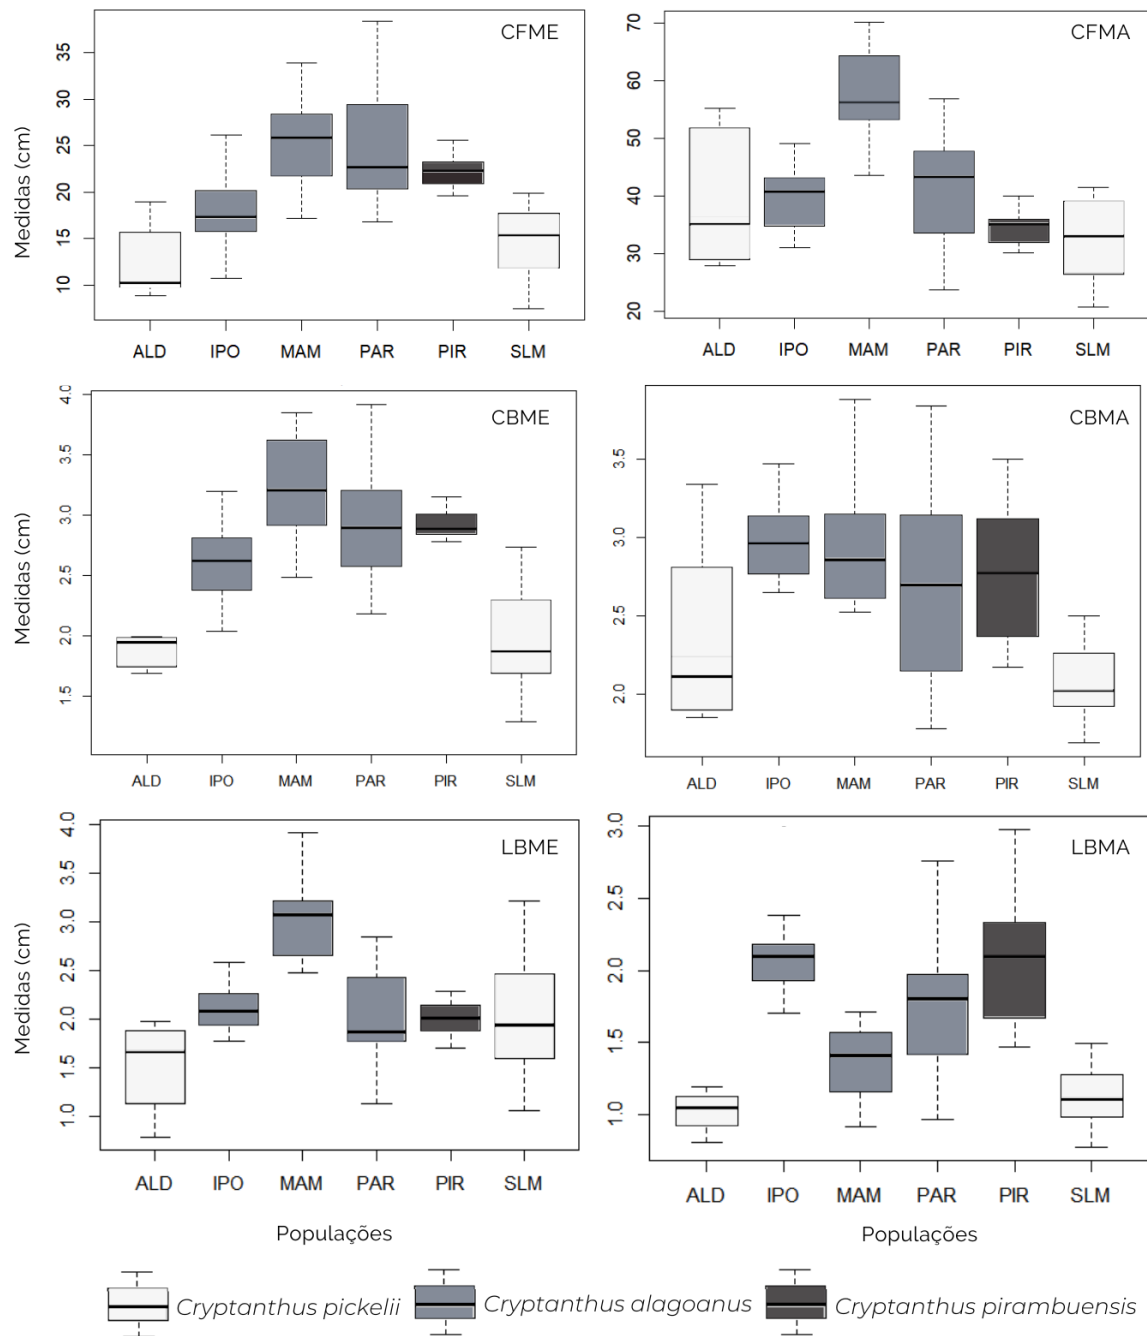 CFME
Medidas (cm)
35
30
25
20
15
10
ALD IPO MAM PAR PIR SLM
CFMA
70
60
50
40
30
20
ALD IPO MAM PAR PIR SLM
CBME
Medidas (cm)
4.0
3.5
3.0
2.5
2.0
1.5
ALD IPO MAM PAR PIR SLM
CBMA
3.5
3.0
2.5
2.0
ALD IPO MAM PAR PIR SLM
LBME
Medidas (cm)
4.0
3.5
3.0
2.5
2.0
1.5
1.0
ALD IPO MAM PAR PIR SLM
Populações
LBMA
3.0
2.5
2.0
1.5
1.0
ALD IPO MAM PAR PIR SLM
Populações
Cryptanthus pickelii Cryptanthus alagoanus Cryptanthus pirambuensis